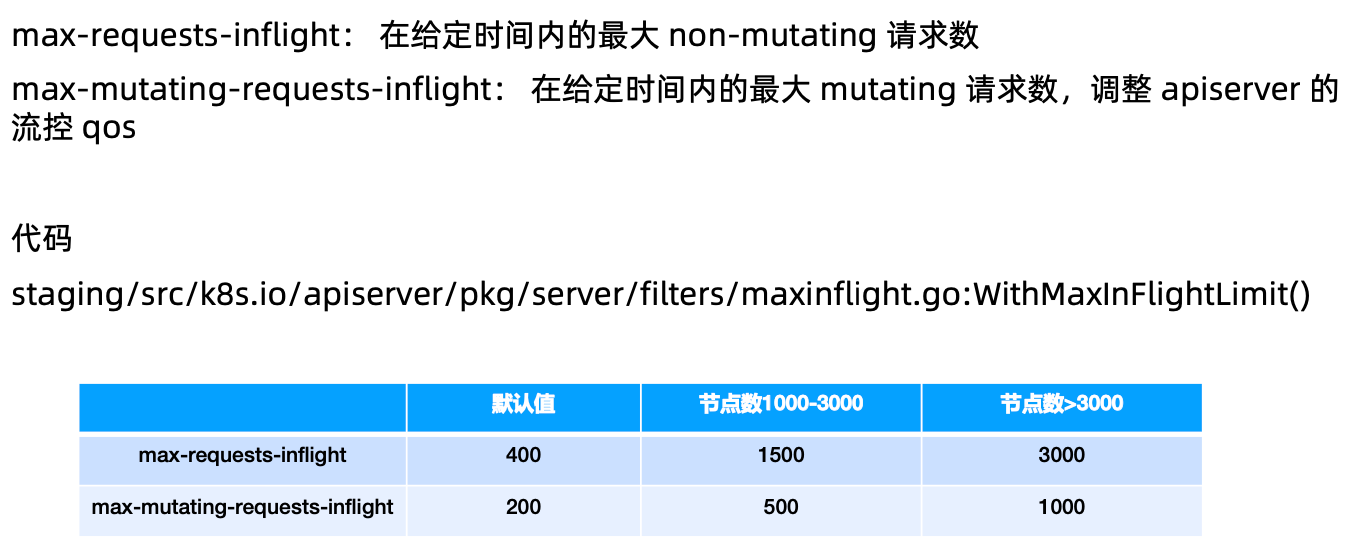 max-requests-inflight： 在给定时间内的最大 non-mutating 请求数
max-mutating-requests-inflight： 在给定时间内的最大 mutating 请求数，调整 apiserver 的
流控 qos
代码
staging/src/k8s.io/apiserver/pkg/server/filters/maxinflight.go:WithMaxInFlightLimit()
默认值 节点数1000-3000 节点数>3000
max-requests-inflight 400 1500 3000
max-mutating-requests-inflight 200 500 1000